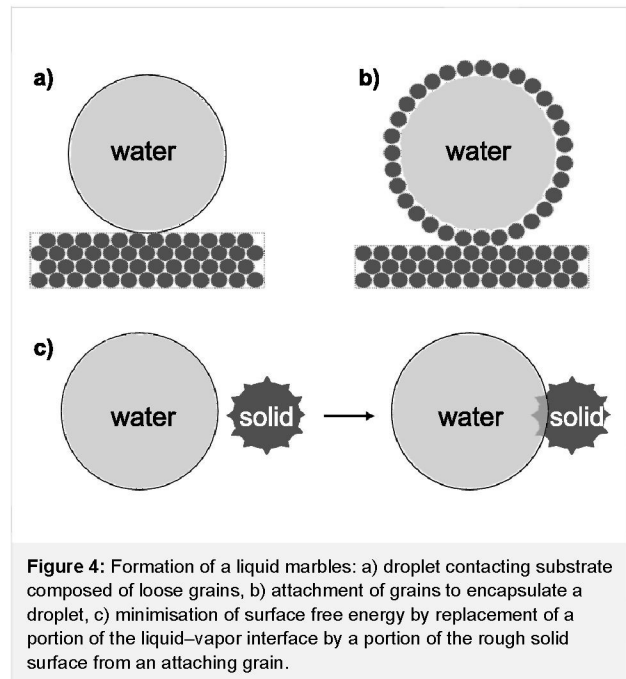 a)
b)
water
water
c)
water
solid
water
solid
Figure 4: Formation of a liquid marbles: a) droplet contacting substrate
composed of loose grains, b) attachment of grains to encapsulate a
droplet, c) minimisation of surface free energy by replacement of a
portion of the liquid–vapor interface by a portion of the rough solid
surface from an attaching grain.